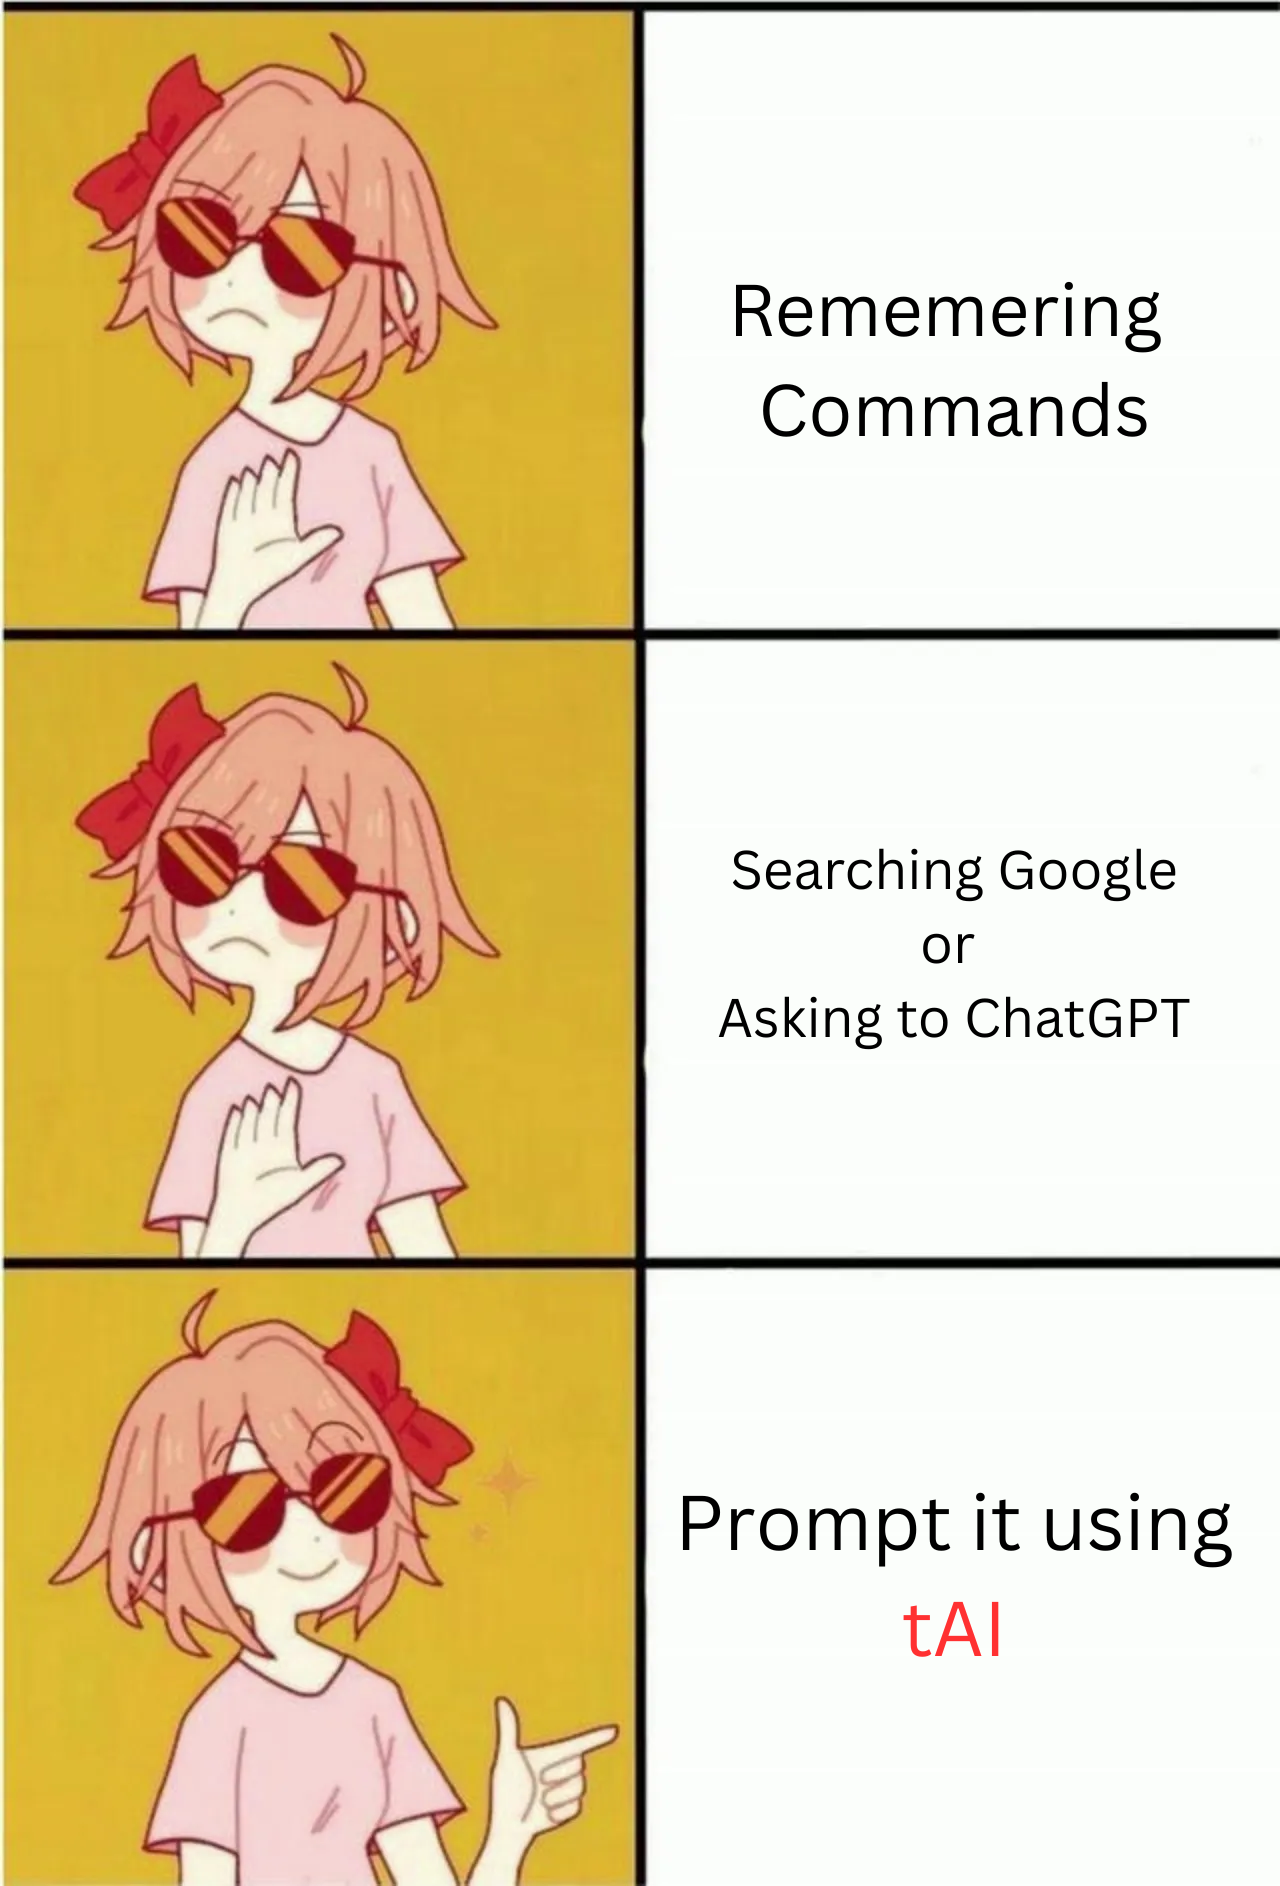 Rememering
Commands
Searching Google
or
Asking to ChatGPT
Prompt it using
tAI